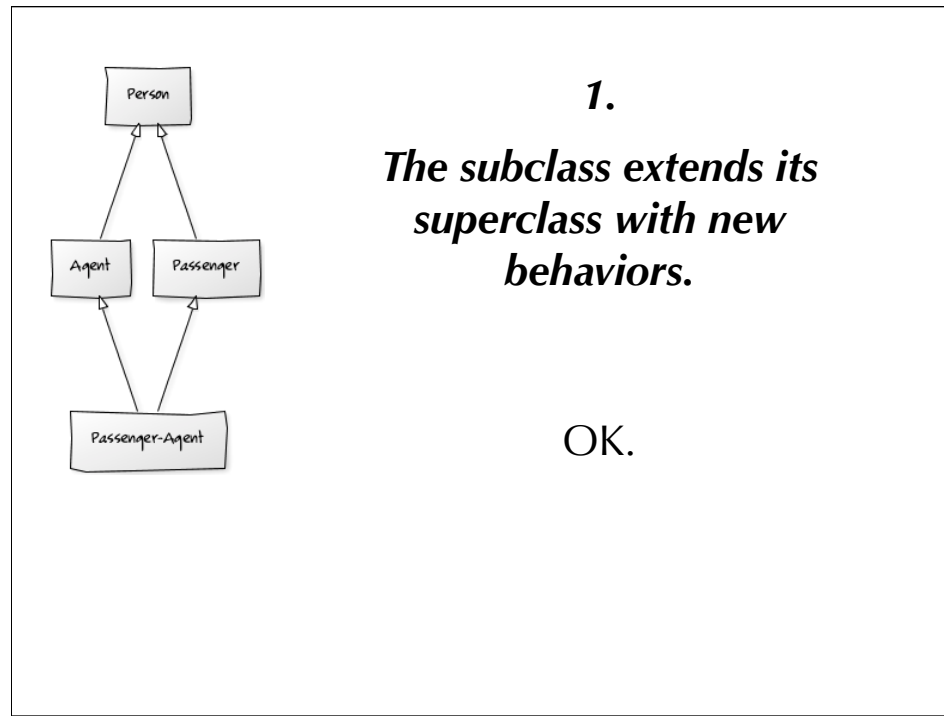 Person
Agent
Passenger
Passenger-Agent
1.
The subclass extends its
superclass with new
behaviors.
OK.